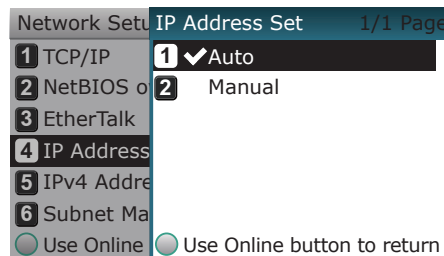 Network Setu
1 TCP/IP
2 NetBIOS o
3 EtherTalk
4 IP Address
5 IPv4 Addre
6 Subnet Ma
Use Online
IP Address Set 1/1 Page
1 ✔Auto
2 Manual
Use Online button to return